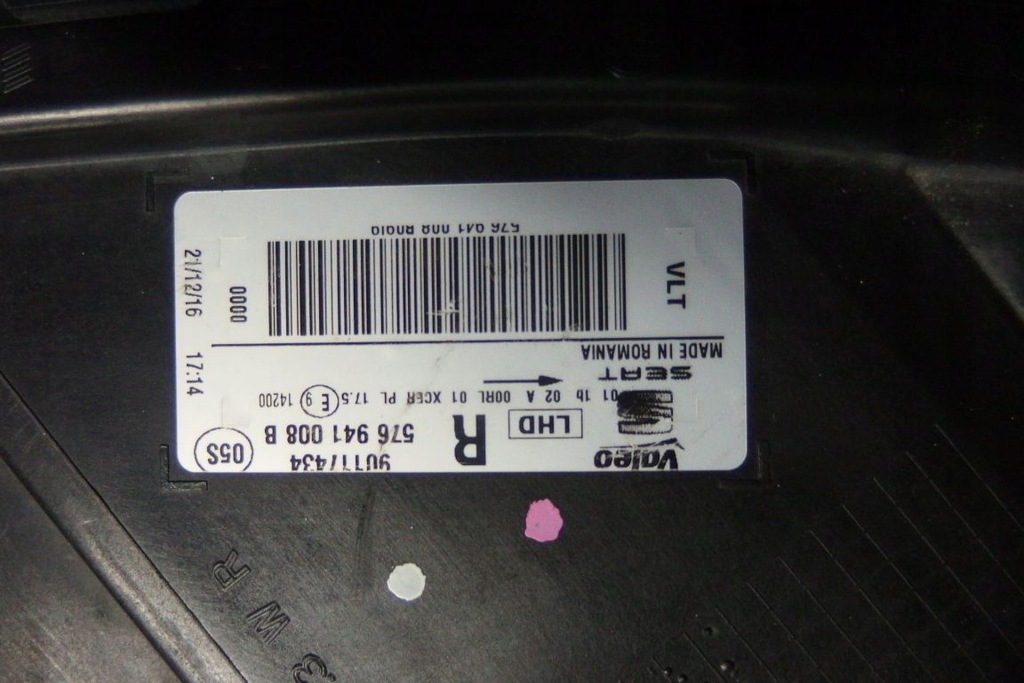 Valeo
90117434
LHD
R
576 941 008 B
05S
01 1b 02 A 00RL 01 XCER PL 17.5 E 9 14200
SEAT
MADE IN ROMANIA
VLT
0000
576 941 008 B
21/12/16 17:14
3 W R